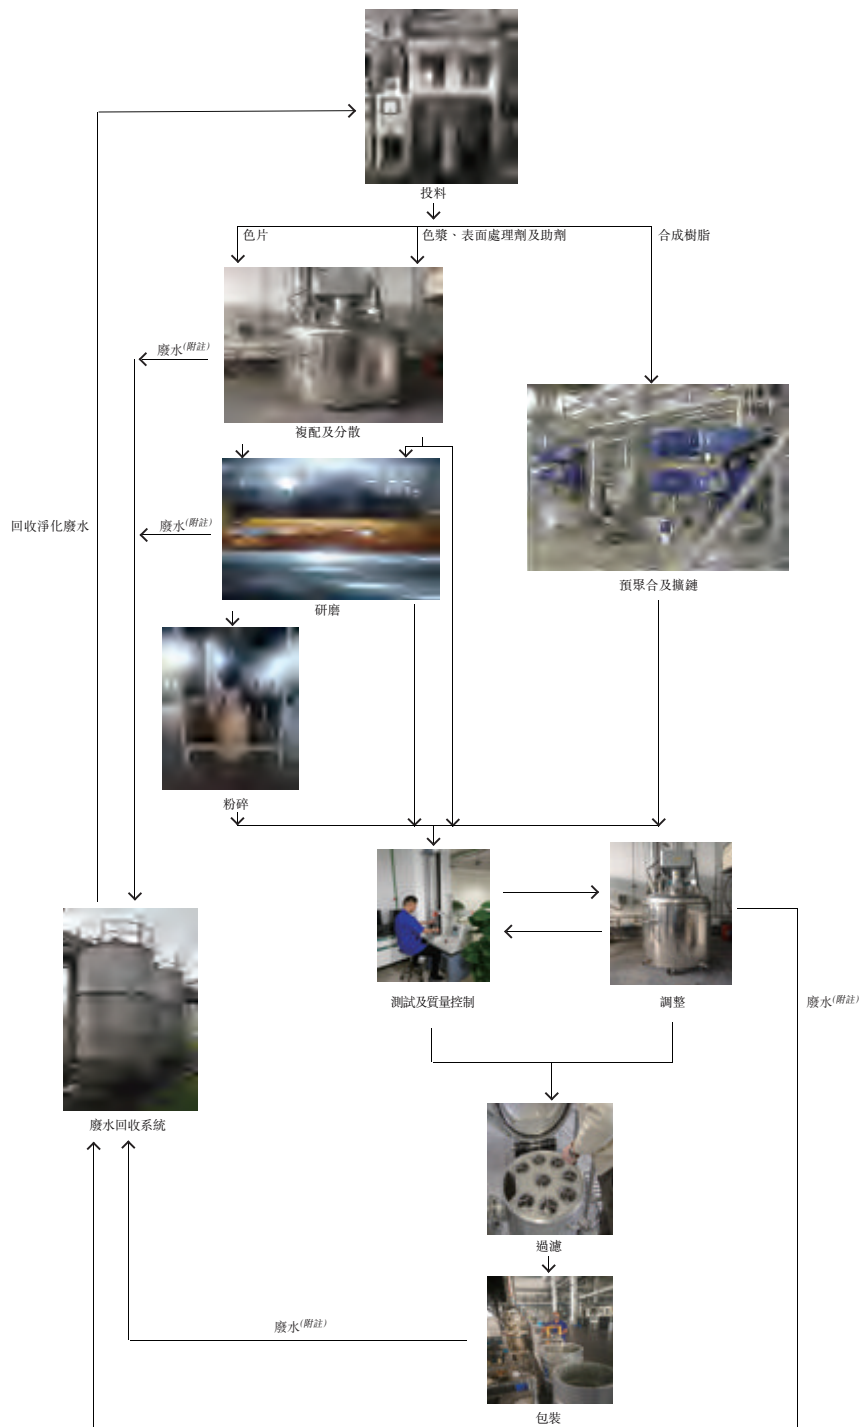 投料
色片
色漿、表面處理劑及助劑
合成樹脂
廢水(附註)
複配及分散
回收淨化廢水
廢水(附註)
預聚合及擴鏈
研磨
粉碎
測試及質量控制
調整
廢水(附註)
廢水回收系統
過濾
廢水(附註)
包裝